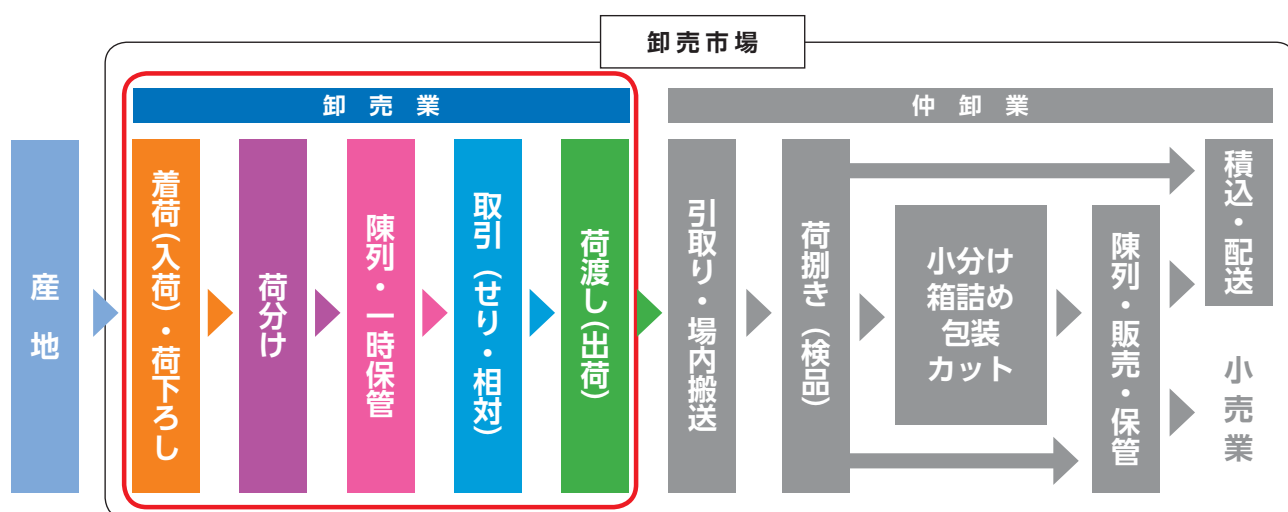 卸売市場
卸売業
仲卸業
産地
着荷(入荷)・荷下ろし
荷分け
陳列・一時保管
取引(せり・相対)
荷渡し(出荷)
引取り・場内搬送
荷捌き(検品)
小分け
箱詰め
包装
カット
陳列・販売・保管
積込・配送
小売業